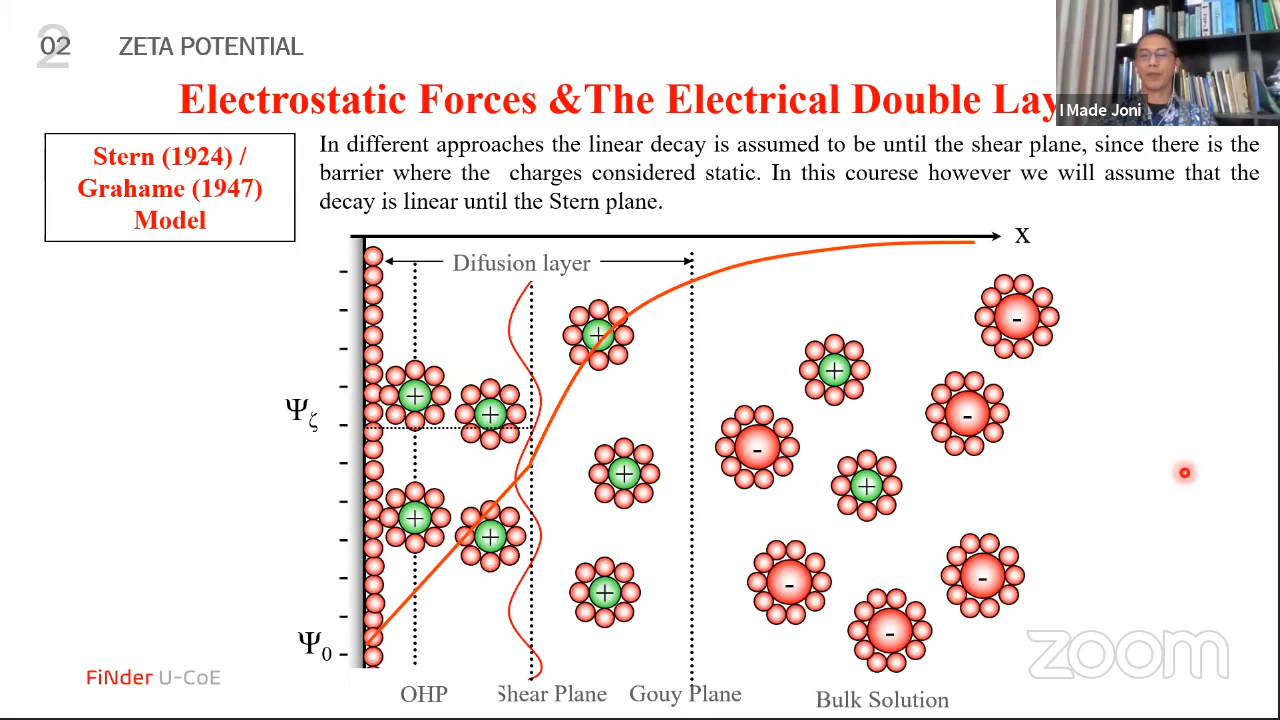 02 ZETA POTENTIAL
Electrostatic Forces &The Electrical Double Lay
I Made Joni
Stern (1924) /
Grahame (1947)
Model
In different approaches the linear decay is assumed to be until the shear plane, since there is the
barrier where the charges considered static. In this courese however we will assume that the
decay is linear until the Stern plane.
x
Difusion layer
Ψζ
Ψ0
OHP
Shear Plane
Gouy Plane
Bulk Solution
FiNder U-CoE
zoom